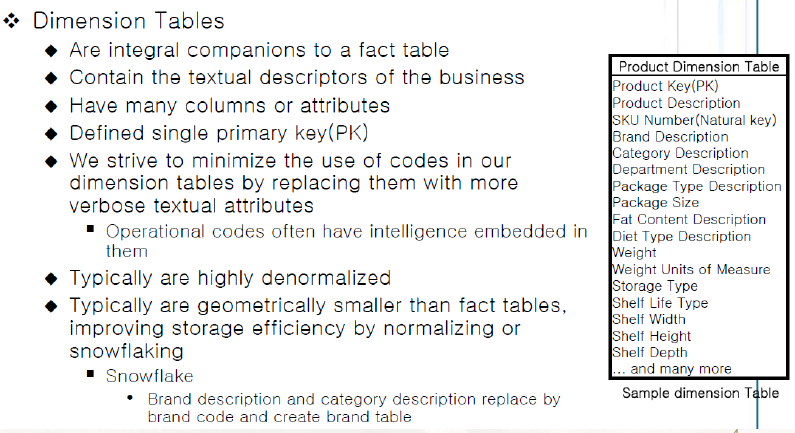 ❖ Dimension Tables
◆ Are integral companions to a fact table
◆ Contain the textual descriptors of the business
◆ Have many columns or attributes
◆ Defined single primary key(PK)
◆ We strive to minimize the use of codes in our
dimension tables by replacing them with more
verbose textual attributes
▪ Operational codes often have intelligence embedded in
them
◆ Typically are highly denormalized
◆ Typically are geometrically smaller than fact tables,
improving storage efficiency by normalizing or
snowflaking
▪ Snowflake
• Brand description and category description replace by
brand code and create brand table
Product Dimension Table
Product Key(PK)
Product Description
SKU Number(Natural key)
Brand Description
Category Description
Department Description
Package Type Description
Package Size
Fat Content Description
Diet Type Description
Weight
Weight Units of Measure
Storage Type
Shelf Life Type
Shelf Width
Shelf Height
Shelf Depth
... and many more
Sample dimension Table